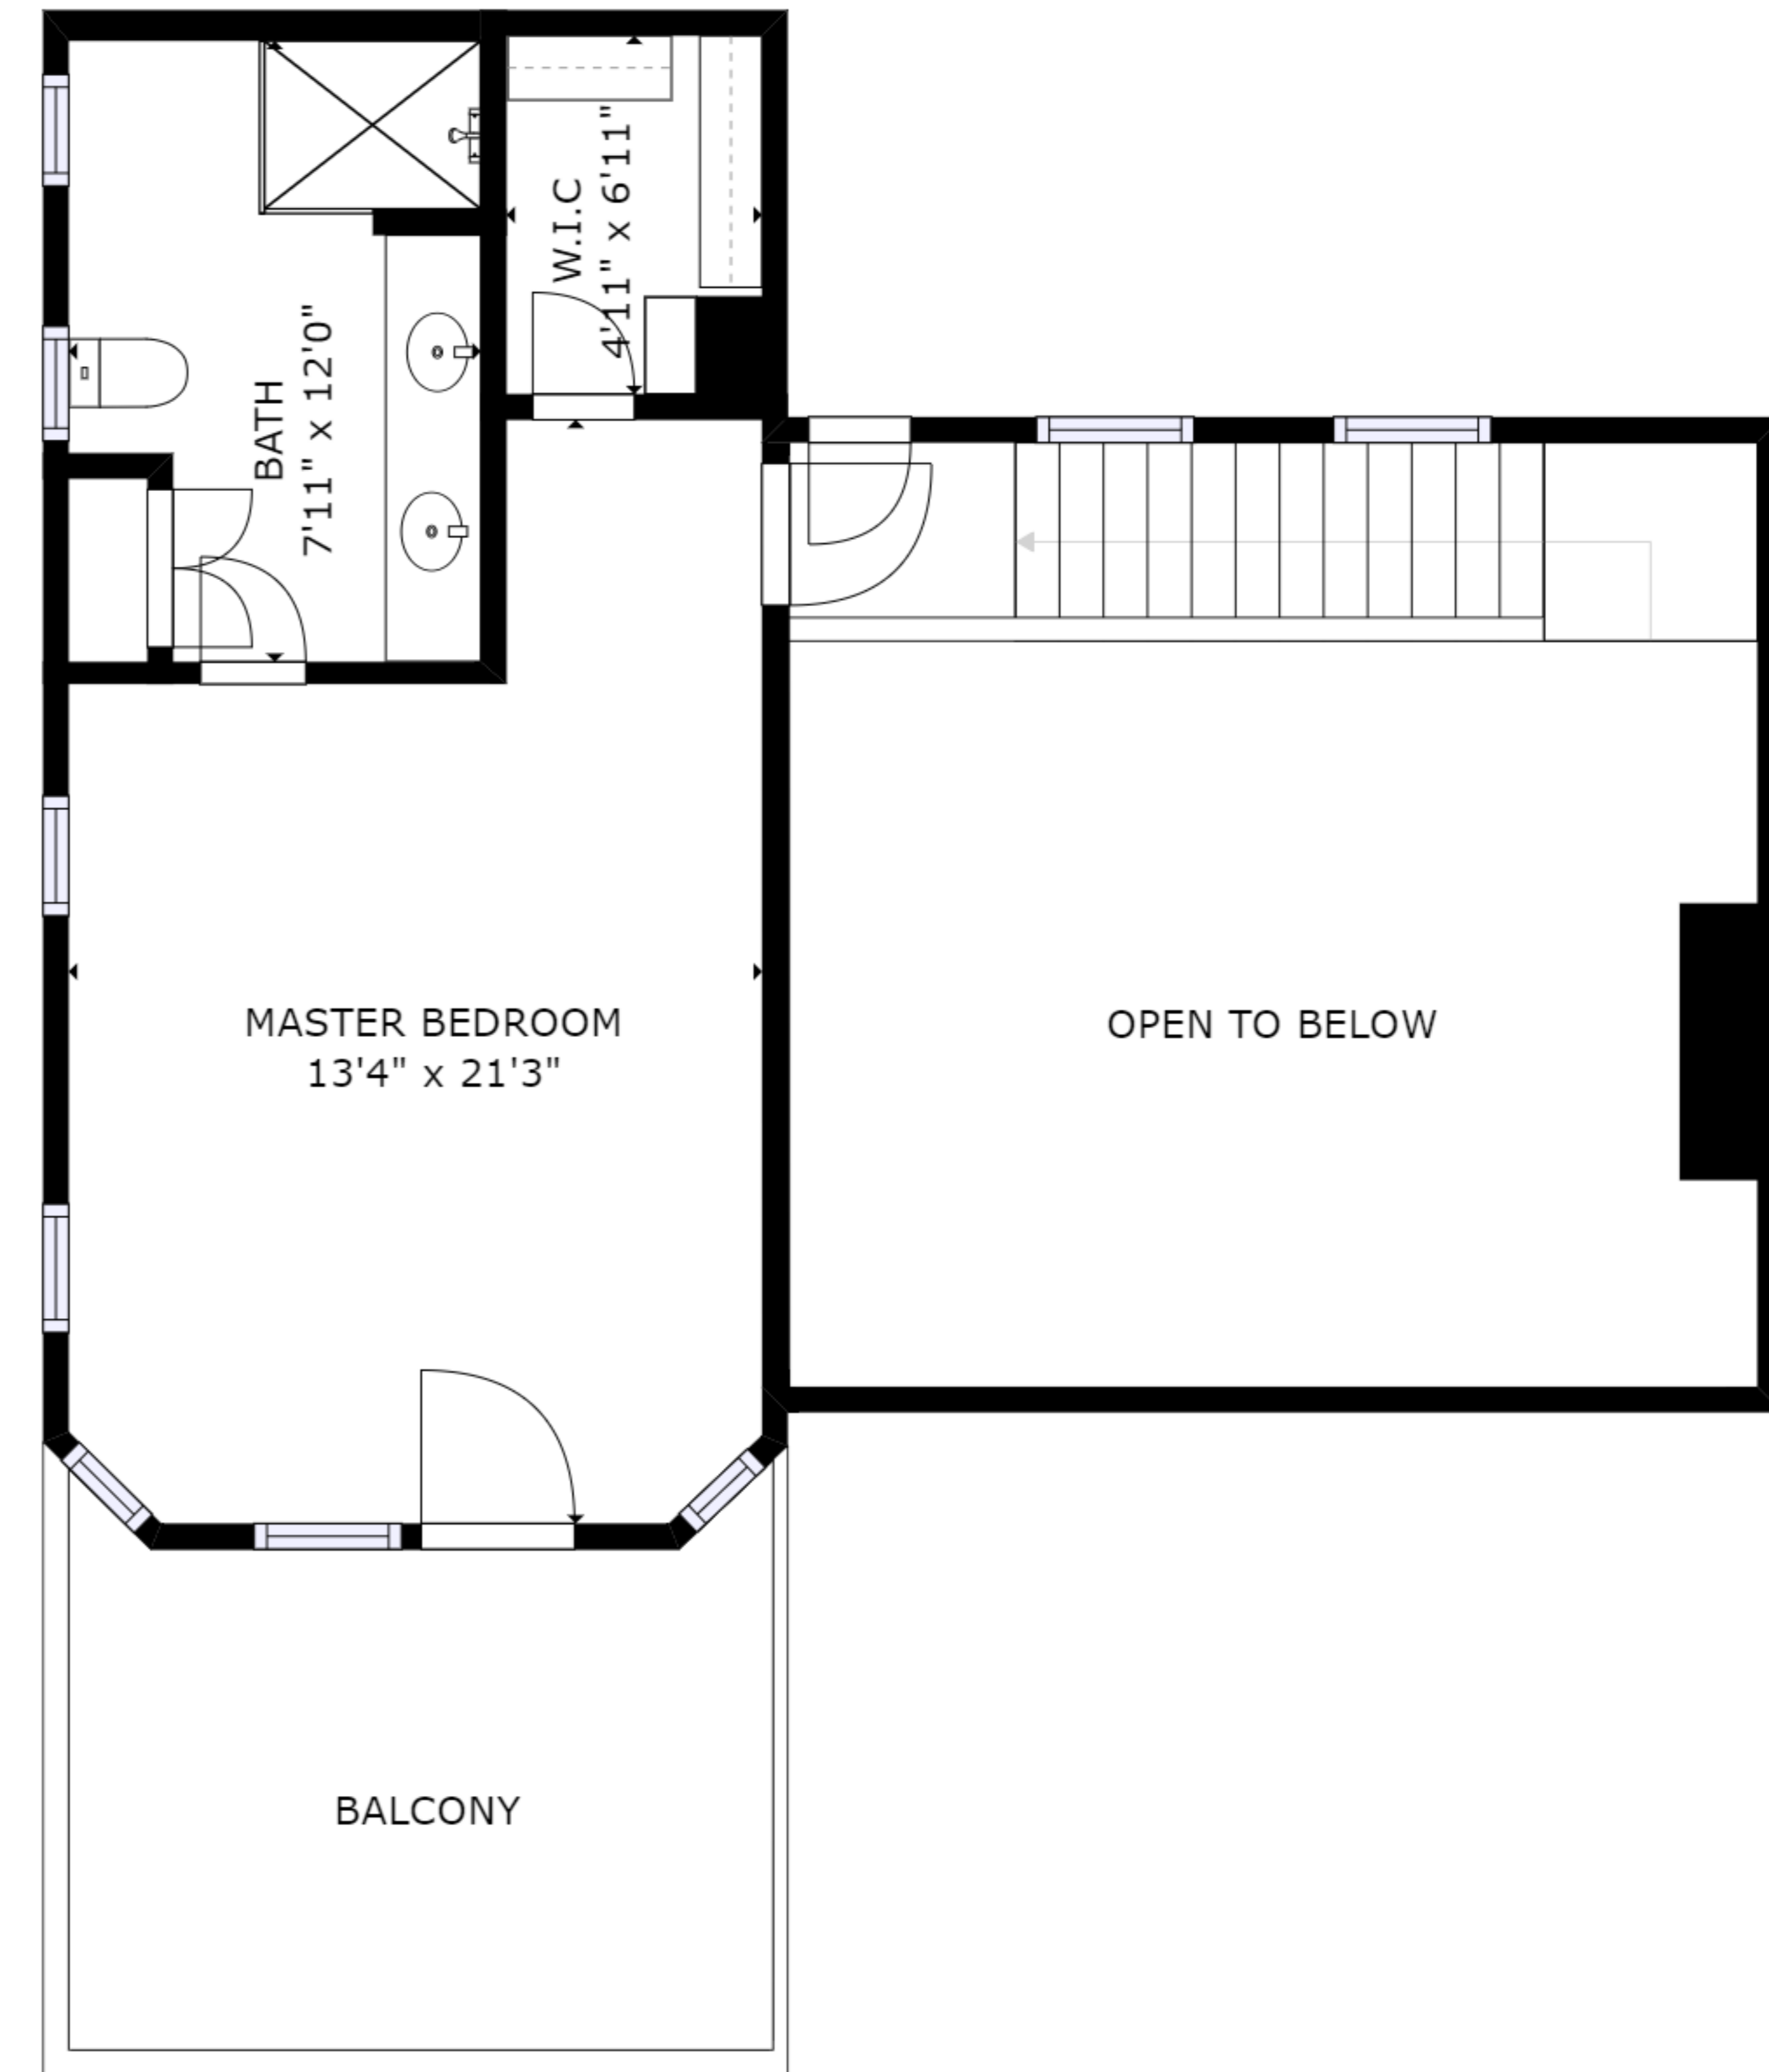 W.I.C
4'11" x 6'11"
BATH
7'11" x 12'0"
MASTER BEDROOM
13'4" x 21'3"
OPEN TO BELOW
BALCONY